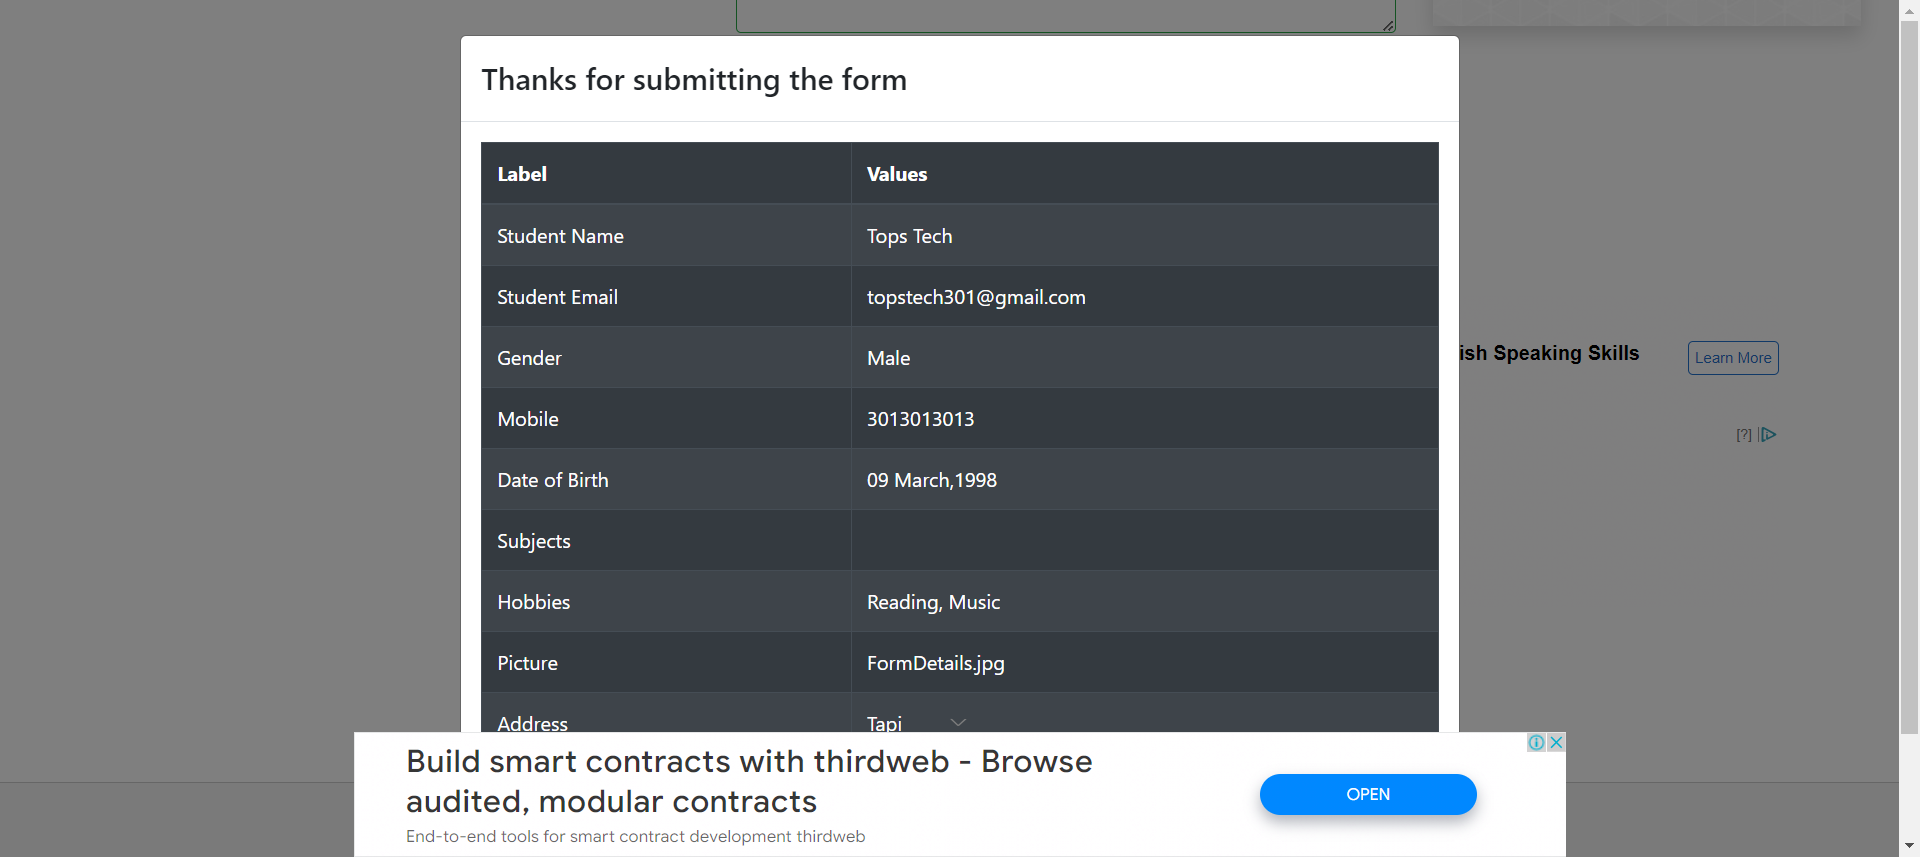 Thanks for submitting the form
Label Values
Student Name Tops Tech
Student Email topstech301@gmail.com
Gender Male
Mobile 3013013013
Date of Birth 09 March,1998
Subjects
Hobbies Reading, Music
Picture FormDetails.jpg
Address Tapi
ish Speaking Skills
Learn More
[?]
Build smart contracts with thirdweb - Browse
audited, modular contracts
End-to-end tools for smart contract development thirdweb
OPEN